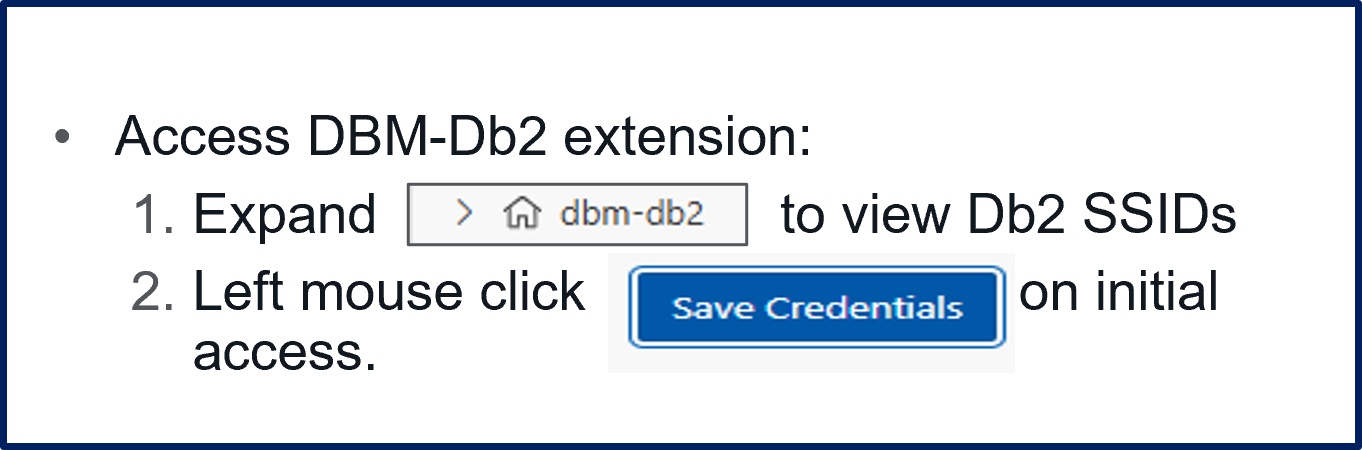 • Access DBM-Db2 extension:
1. Expand > dbm-db2 to view Db2 SSIDs
2. Left mouse click Save Credentials on initial
access.